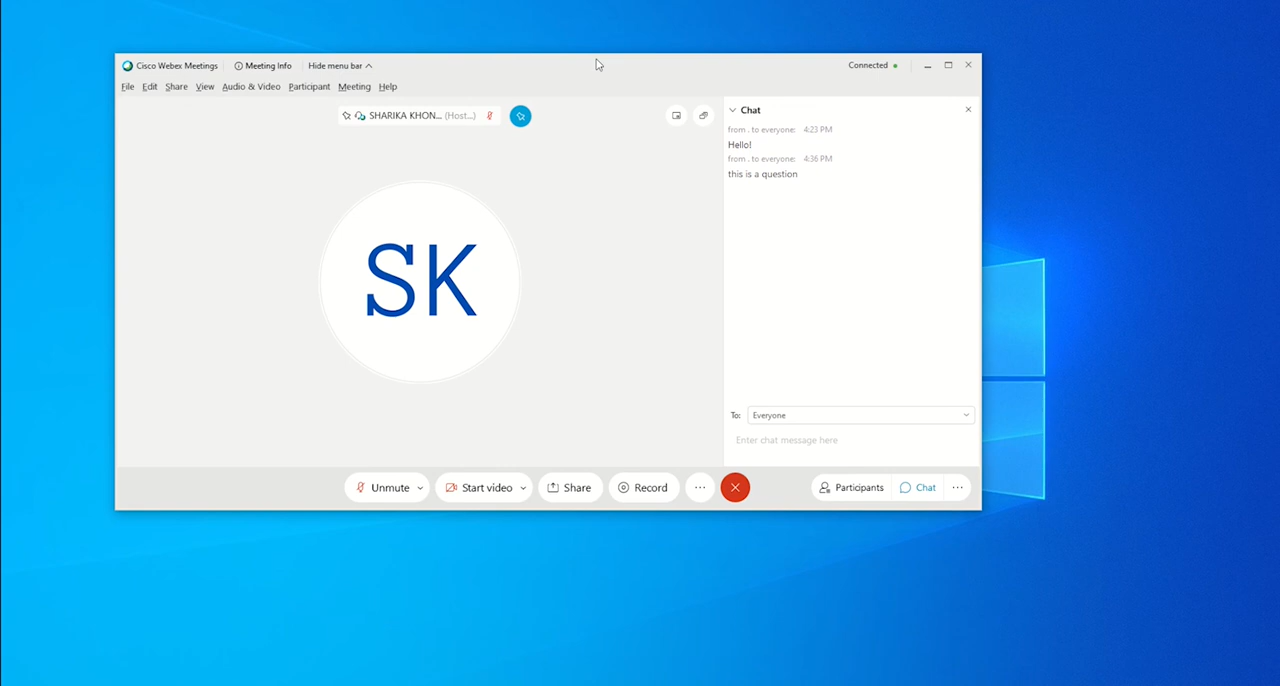 Cisco Webex Meetings Meeting Info Hide menu bar Connected
File Edit Share View Audio & Video Participant Meeting Help
SHARIKA KHON... (Host...)
SK
Chat
from . to everyone: 4:23 PM
Hello!
from . to everyone: 4:36 PM
this is a question
To: Everyone
Enter chat message here
Unmute Start video Share Record ... Participants Chat ...